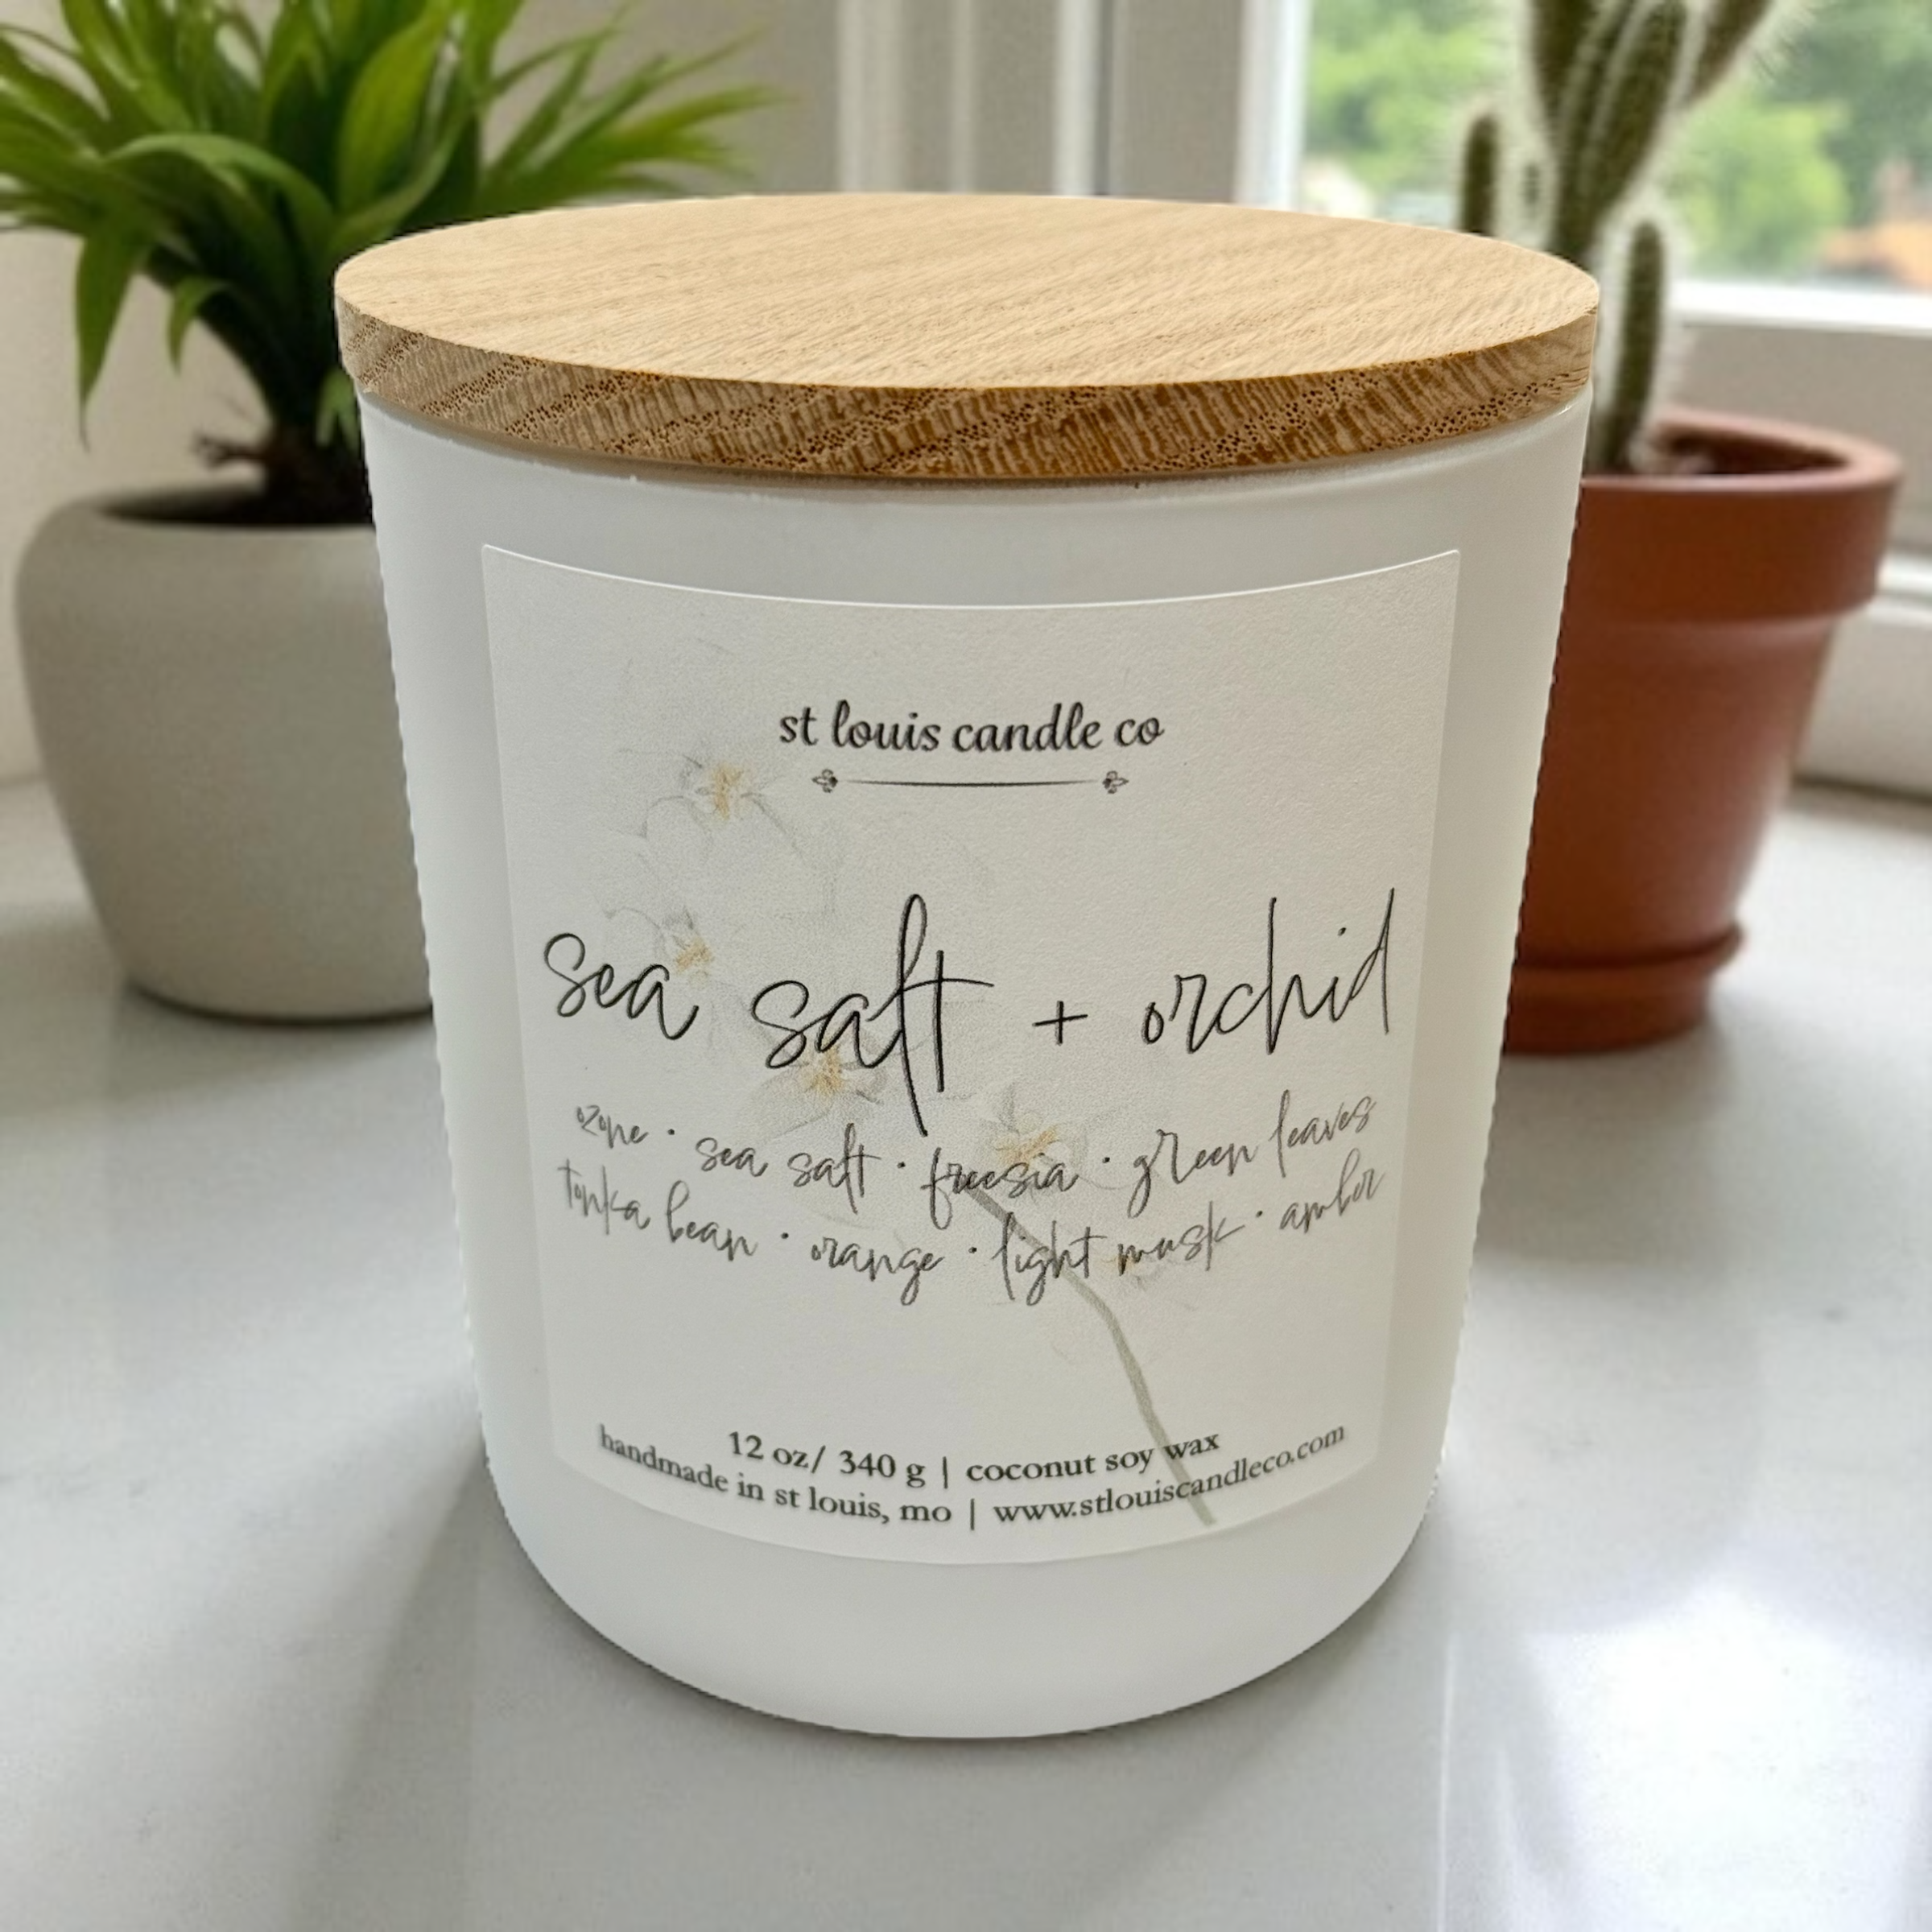 st louis candle co
sea salt + orchid
ozone · sea salt · freesia · green leaves
tonka bean · orange · light musk · amber
12 oz/ 340 g | coconut soy wax
handmade in st louis, mo | www.stlouiscandleco.com